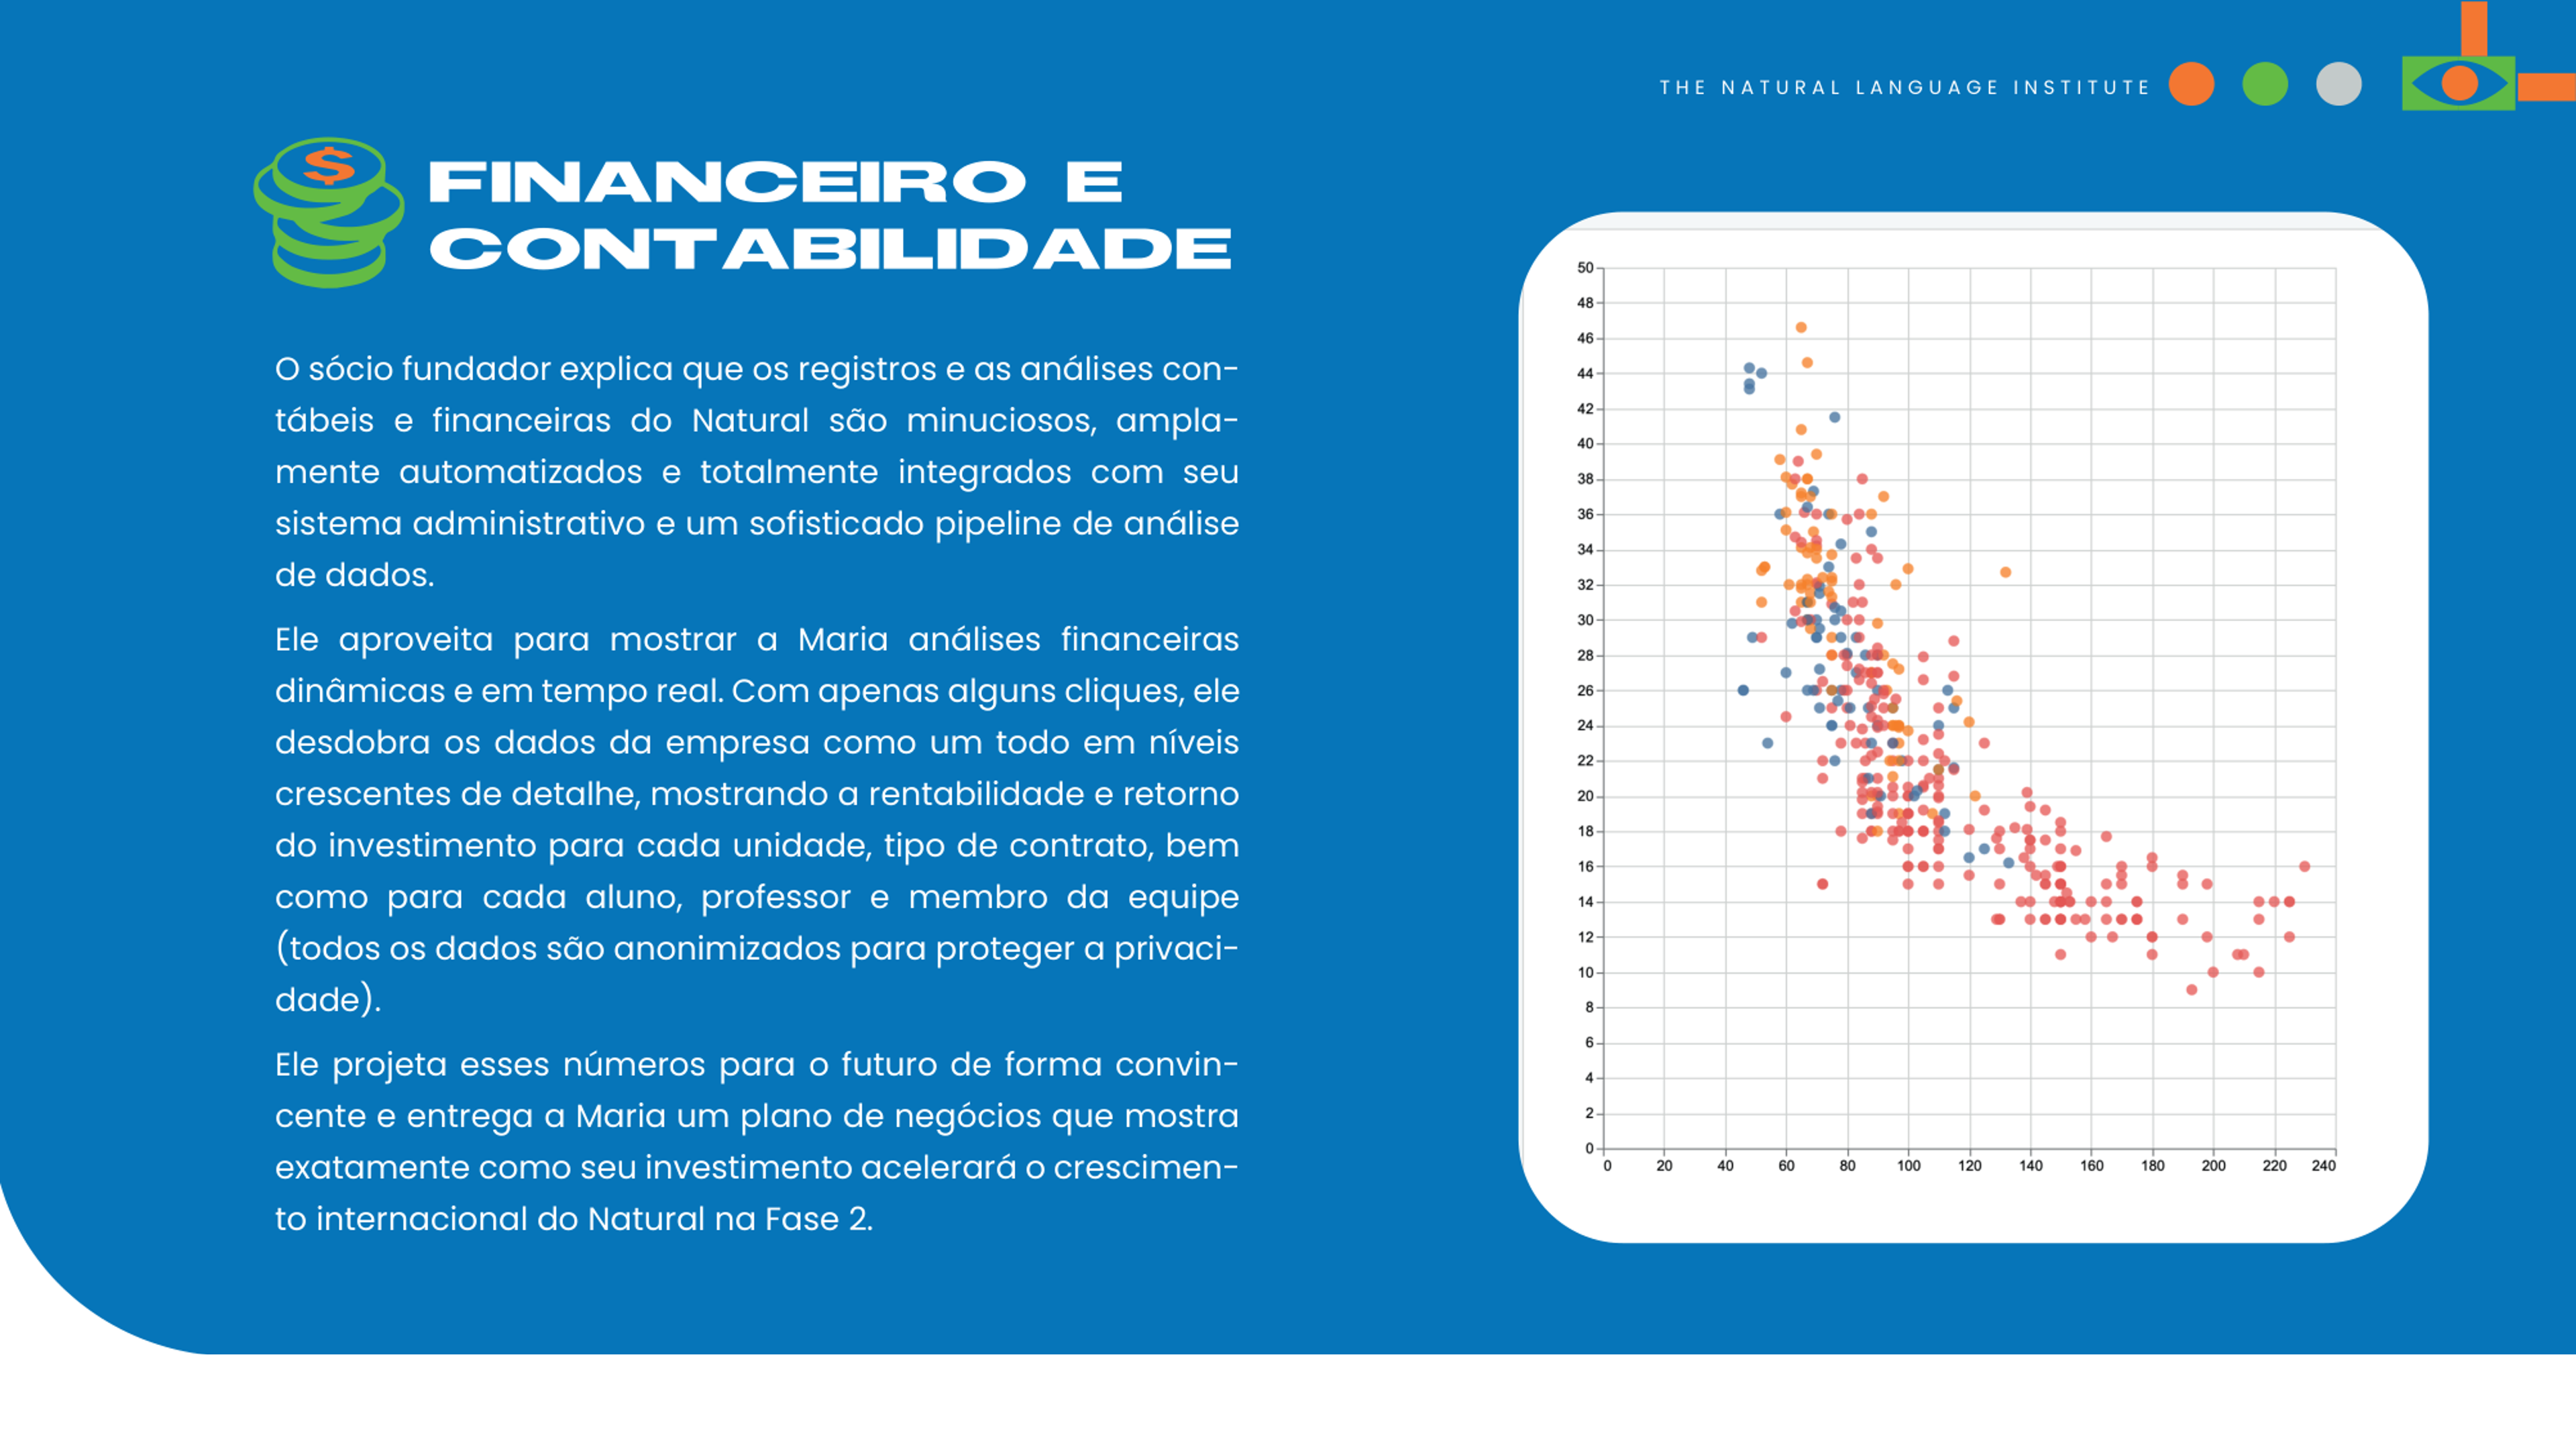 THE NATURAL LANGUAGE INSTITUTE
$
FINANCEIRO E
CONTABILIDADE
O sócio fundador explica que os registros e as análises con-
tábeis e financeiras do Natural são minuciosos, ampla-
mente automatizados e totalmente integrados com seu
sistema administrativo e um sofisticado pipeline de análise
de dados.
Ele aproveita para mostrar a Maria análises financeiras
dinâmicas e em tempo real. Com apenas alguns cliques, ele
desdobra os dados da empresa como um todo em níveis
crescentes de detalhe, mostrando a rentabilidade e retorno
do investimento para cada unidade, tipo de contrato, bem
como para cada aluno, professor e membro da equipe
(todos os dados são anonimizados para proteger a privaci-
dade).
Ele projeta esses números para o futuro de forma convin-
cente e entrega a Maria um plano de negócios que mostra
exatamente como seu investimento acelerará o crescimen-
to internacional do Natural na Fase 2.
50
48
46
44
42
40
38
36
34
32
30
28
26
24
22
20
18
16
14
12
10
8
6
4
2
0
0 20 40 60 80 100 120 140 160 180 200 220 240